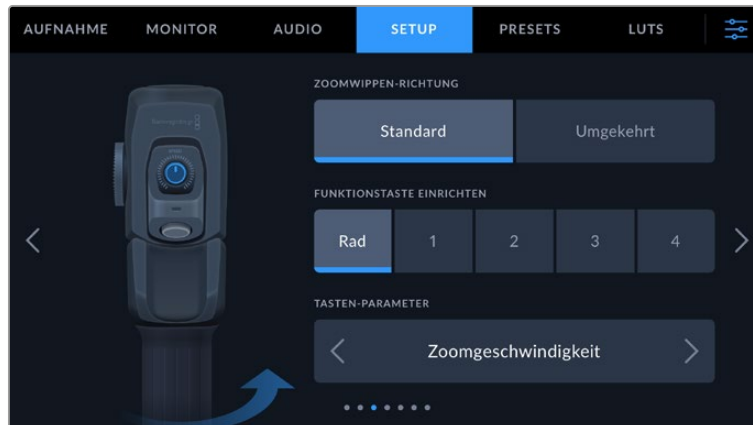 AUFNAHME MONITOR AUDIO SETUP PRESETS LUTS
ZOOMWIPPEN-RICHTUNG
Standard Umgekehrt
FUNKTIONSTASTE EINRICHTEN
Rad 1 2 3 4
TASTEN-PARAMETER
Zoomgeschwindigkeit